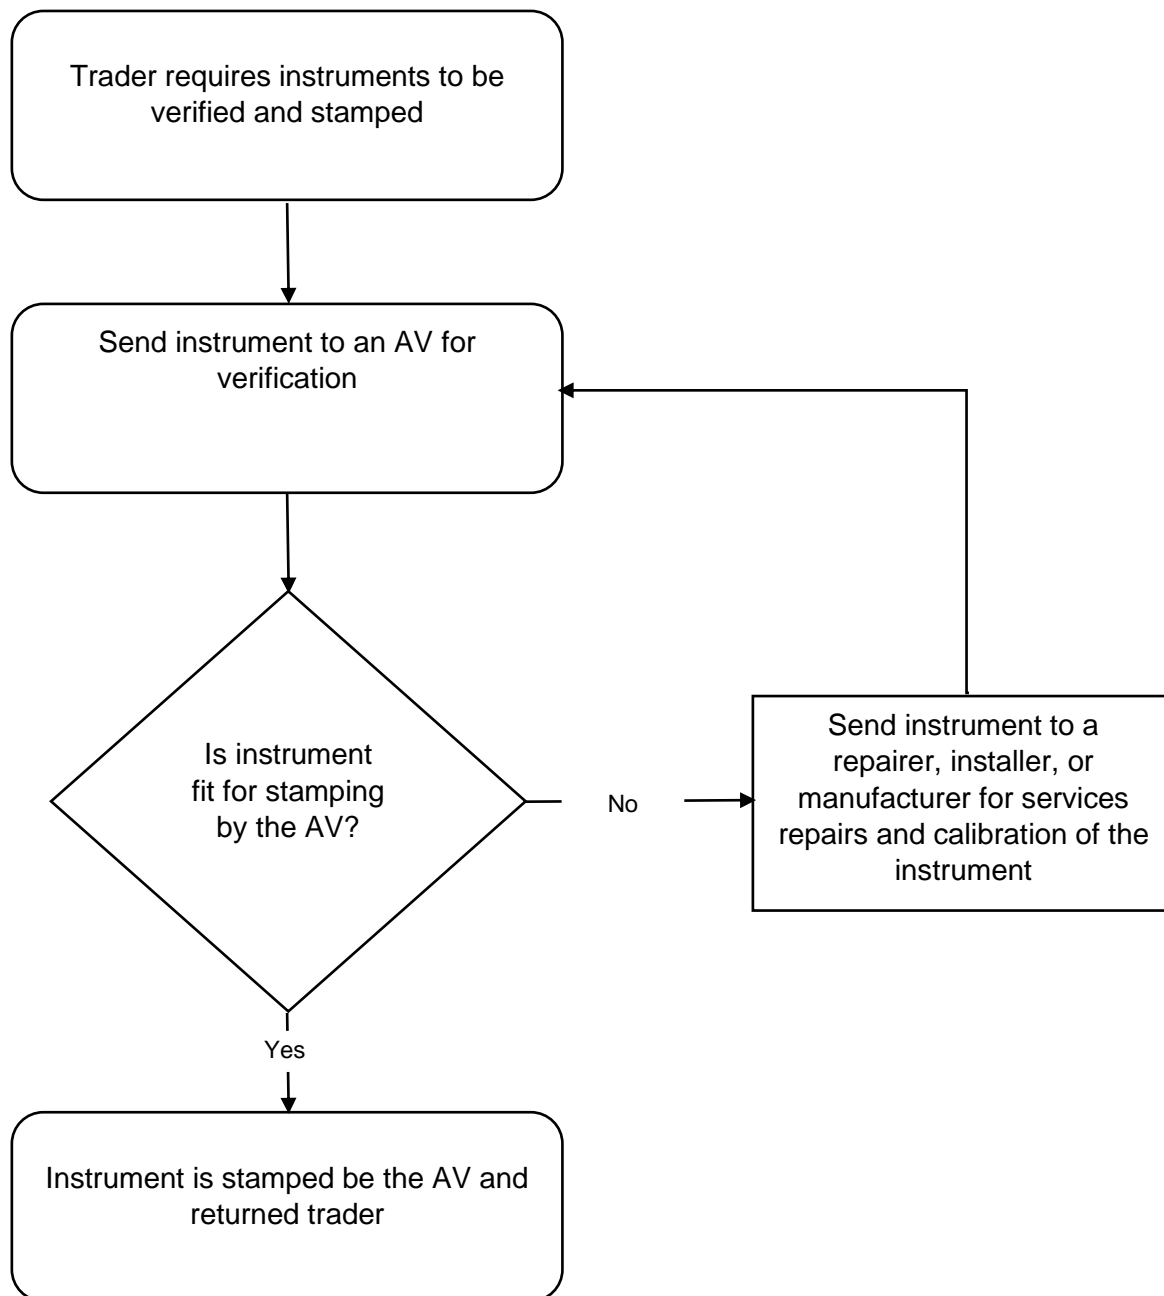 Trader requires instruments to be
verified and stamped
Send instrument to an AV for
verification
Is instrument
fit for stamping
by the AV?
No
Send instrument to a
repairer, installer, or
manufacturer for services
repairs and calibration of the
instrument
Yes
Instrument is stamped be the AV and
returned trader